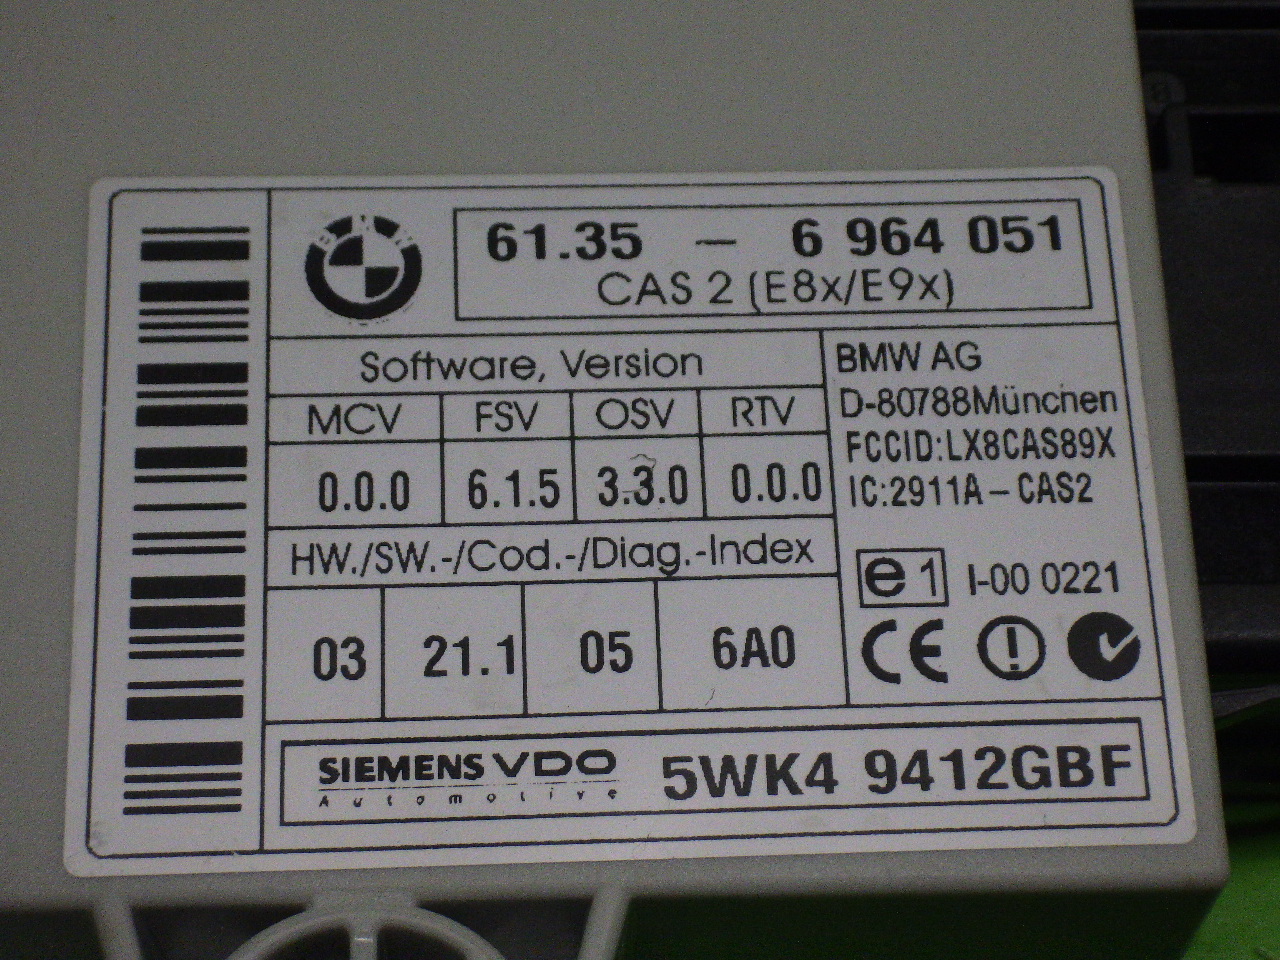 BMW
61.35 – 6 964 051
CAS 2 (E8x/E9x)
Software, Version
MCV FSV OSV RTV
0.0.0 6.1.5 3.3.0 0.0.0
HW./SW.-/Cod.-/Diag.-Index
03 21.1 05 6A0
BMW AG
D-80788München
FCCID:LX8CAS89X
IC:2911A-CAS2
e1 I-00 0221
CE
SIEMENS VDO
Automotive
5WK4 9412GBF